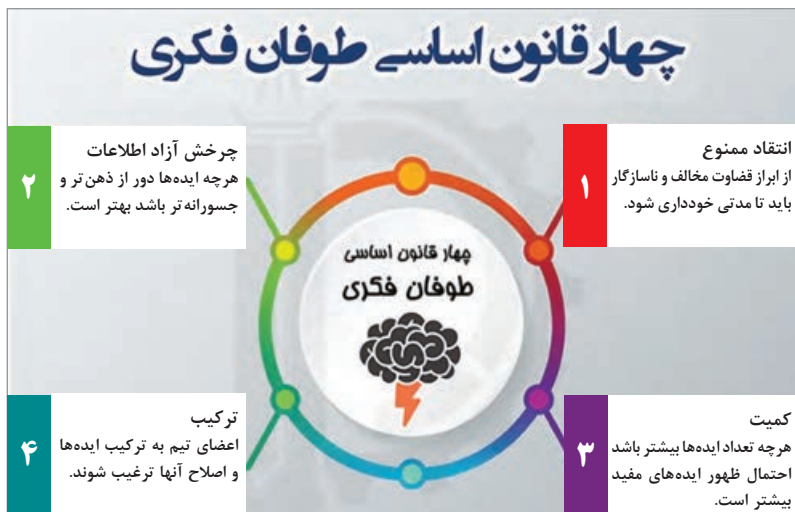 چهار قانون اساسی طوفان فکری
۱
انتقاد ممنوع
از ابراز قضاوت مخالف و ناسازگار
باید تا مدتی خودداری شود.
۲
چرخش آزاد اطلاعات
هرچه ایده‌ها دور از ذهن‌تر و
جسورانه‌تر باشد بهتر است.
چهار قانون اساسی
طوفان فکری
۳
کمیت
هرچه تعداد ایده‌ها بیشتر باشد
احتمال ظهور ایده‌های مفید
بیشتر است.
۴
ترکیب
اعضای تیم به ترکیب ایده‌ها
و اصلاح آنها ترغیب شوند.